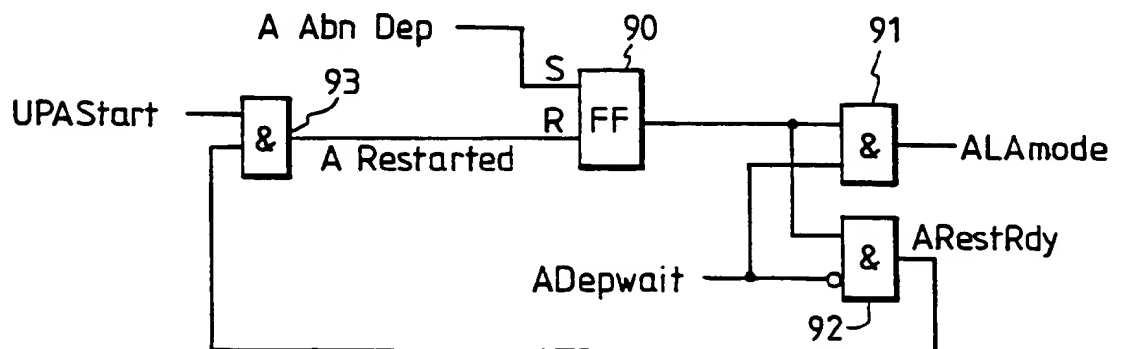 A Abn Dep
90
91
S
93
UPAStart
&
R
FF
&
ALAmode
A Restarted
ARestRdy
&
ADepwait
92